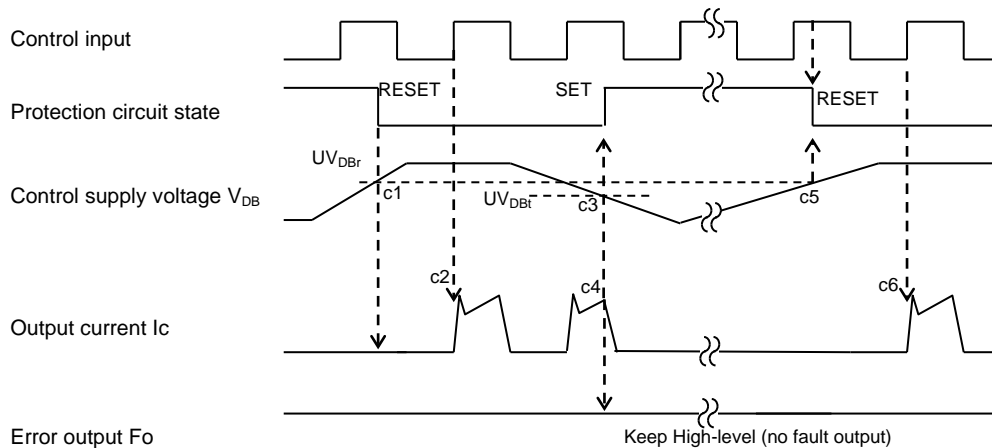 Control input
RESET
SET
Protection circuit state
RESET
UVDBr
c1
Control supply voltage VDB
UVDBt
c3
c5
c2
c4
c6
Output current Ic
Error output Fo
Keep High-level (no fault output)